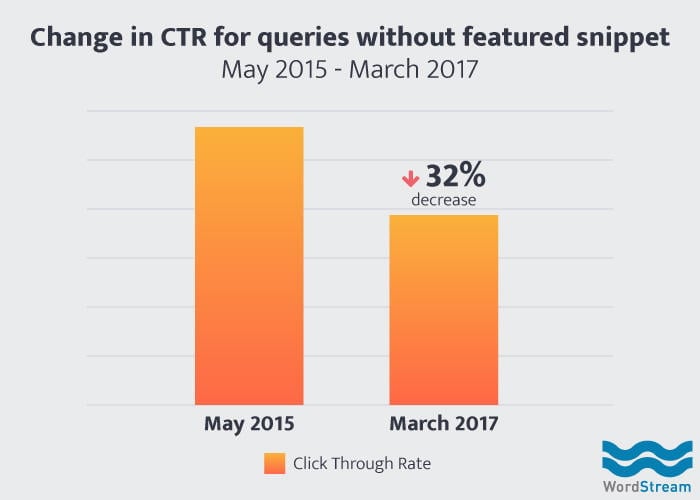 Change in CTR for queries without featured snippet
May 2015 - March 2017
32%
decrease
May 2015
March 2017
Click Through Rate
WordStream